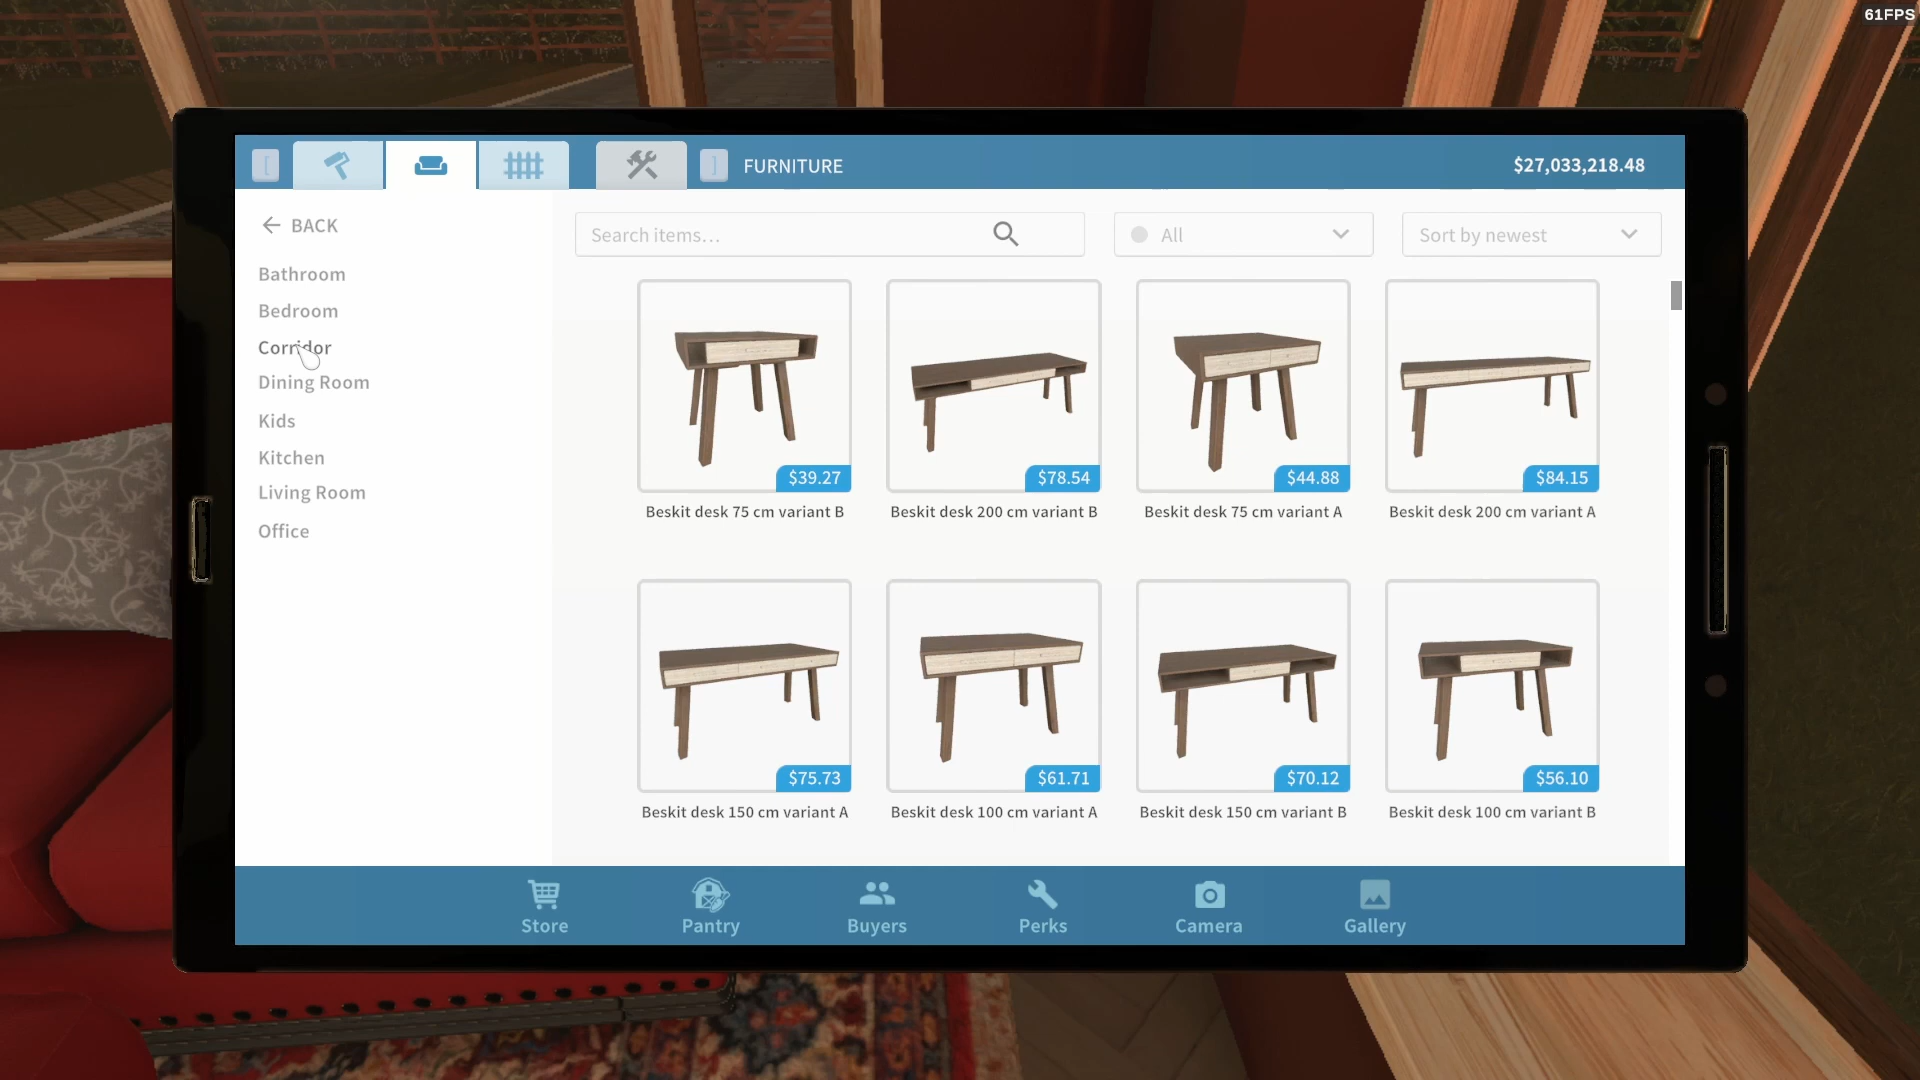 61FPS
[
]
FURNITURE
$27,033,218.48
BACK
Bathroom
Bedroom
Corridor
Dining Room
Kids
Kitchen
Living Room
Office
Search items...
All
Sort by newest
$39.27
$78.54
$44.88
$84.15
Beskit desk 75 cm variant B
Beskit desk 200 cm variant B
Beskit desk 75 cm variant A
Beskit desk 200 cm variant A
$75.73
$61.71
$70.12
$56.10
Beskit desk 150 cm variant A
Beskit desk 100 cm variant A
Beskit desk 150 cm variant B
Beskit desk 100 cm variant B
Store
Pantry
Buyers
Perks
Camera
Gallery